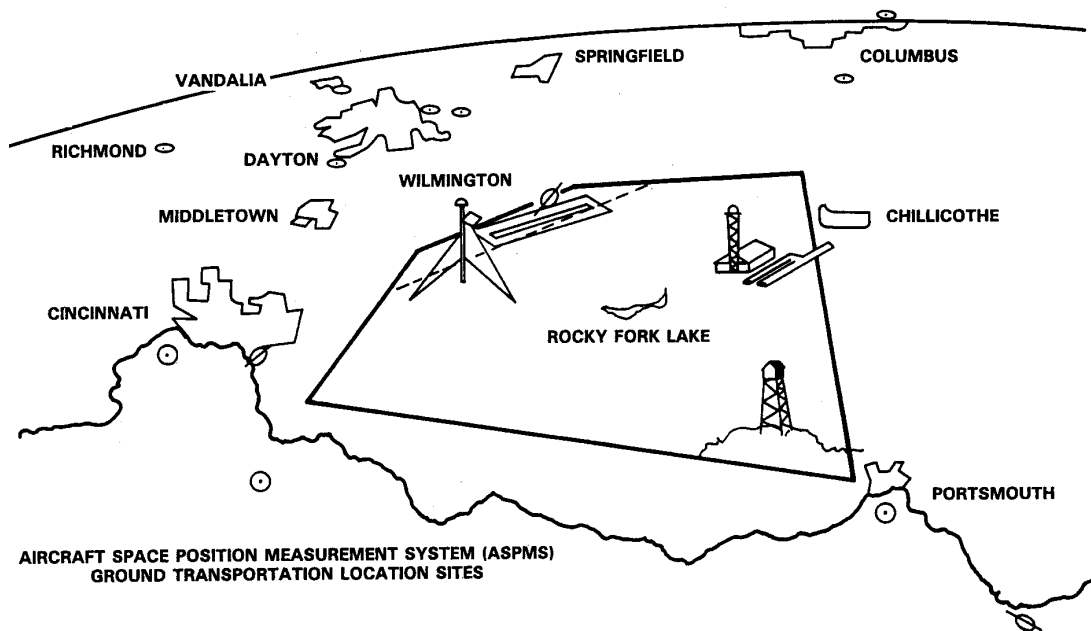 SPRINGFIELD
COLUMBUS
VANDALIA
RICHMOND
DAYTON
WILMINGTON
MIDDLETOWN
CHILLICOTHE
CINCINNATI
ROCKY FORK LAKE
PORTSMOUTH
AIRCRAFT SPACE POSITION MEASUREMENT SYSTEM (ASPMS)
GROUND TRANSPORTATION LOCATION SITES